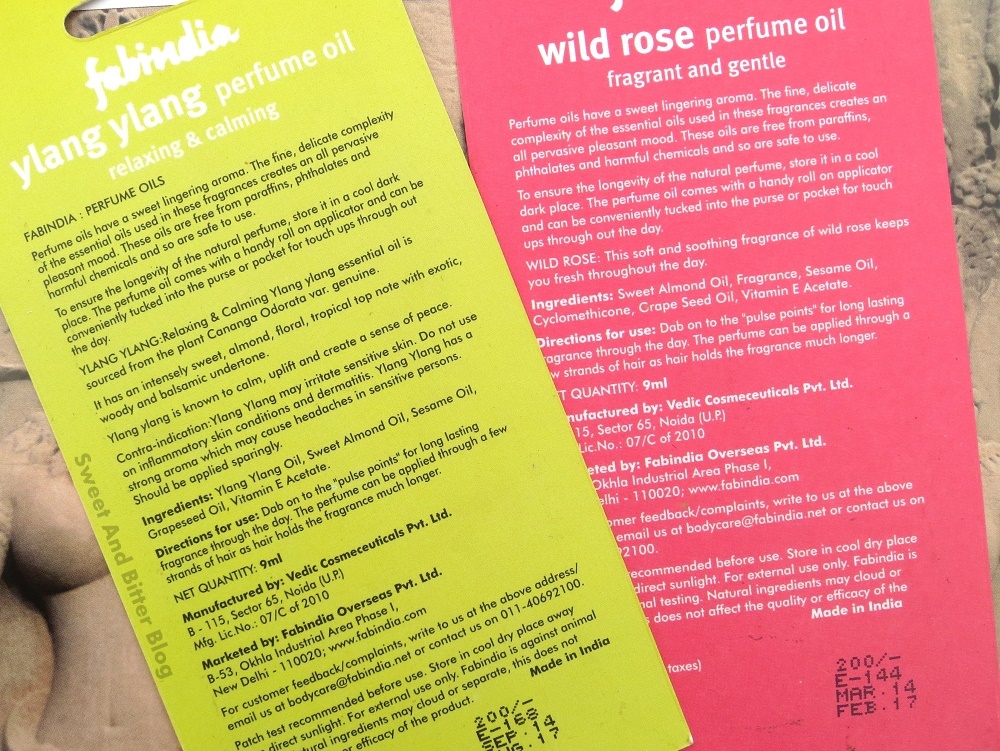 fabindia
ylang ylang perfume oil
relaxing & calming
FABINDIA : PERFUME OILS
Perfume oils have a sweet lingering aroma. The fine, delicate complexity
of the essential oils used in these fragrances creates an all pervasive
pleasant mood. These oils are free from paraffins, phthalates and
harmful chemicals and so are safe to use.
To ensure the longevity of the natural perfume, store it in a cool dark
place. The perfume oil comes with a handy roll on applicator and can be
conveniently tucked into the purse or pocket for touch ups through out
the day.
YLANG YLANG:Relaxing & Calming Ylang ylang essential oil is
sourced from the plant Cananga Odorata var. genuine.
It has an intensely sweet, almond, floral, tropical top note with exotic,
woody and balsamic undertone.
Ylang ylang is known to calm, uplift and create a sense of peace.
Contra-indication:Ylang Ylang may irritate sensitive skin. Do not use
on inflammatory skin conditions and dermatitis. Ylang Ylang has a
strong aroma which may cause headaches in sensitive persons.
Should be applied sparingly.
Ingredients: Ylang Ylang Oil, Sweet Almond Oil, Sesame Oil,
Grapeseed Oil, Vitamin E Acetate.
Directions for use: Dab on to the "pulse points" for long lasting
fragrance through the day. The perfume can be applied through a few
strands of hair as hair holds the fragrance much longer.
NET QUANTITY: 9ml
Manufactured by: Vedic Cosmeceuticals Pvt. Ltd.
B - 115, Sector 65, Noida (U.P.)
Mfg. Lic.No.: 07/C of 2010
Marketed by: Fabindia Overseas Pvt. Ltd.
B-53, Okhla Industrial Area Phase I,
New Delhi - 110020; www.fabindia.com
For customer feedback/complaints, write to us at the above address/
email us at bodycare@fabindia.net or contact us on 011-40692100.
Patch test recommended before use. Store in cool dry place away
direct sunlight. For external use only. Fabindia is against animal
ural ingredients may cloud or separate, this does not
or efficacy of the product.
Made in India
200/-
SEP 14
17
Sweet And Bitter Blog
wild rose perfume oil
fragrant and gentle
Perfume oils have a sweet lingering aroma. The fine, delicate
complexity of the essential oils used in these fragrances creates an
all pervasive pleasant mood. These oils are free from paraffins,
phthalates and harmful chemicals and so are safe to use.
To ensure the longevity of the natural perfume, store it in a cool
dark place. The perfume oil comes with a handy roll on applicator
and can be conveniently tucked into the purse or pocket for touch
ups through out the day.
WILD ROSE: This soft and soothing fragrance of wild rose keeps
you fresh throughout the day.
Ingredients: Sweet Almond Oil, Fragrance, Sesame Oil,
Cyclomethicone, Crape Seed Oil, Vitamin E Acetate.
Directions for use: Dab on to the "pulse points" for long lasting
agrance through the day. The perfume can be applied through a
w strands of hair as hair holds the fragrance much longer.
T QUANTITY: 9ml
nufactured by: Vedic Cosmeceuticals Pvt. Ltd.
15, Sector 65, Noida (U.P.)
Lic.No.: 07/C of 2010
eted by: Fabindia Overseas Pvt. Ltd.
Okhla Industrial Area Phase I,
elhi - 110020; www.fabindia.com
omer feedback/complaints, write to us at the above
email us at bodycare@fabindia.net or contact us on
2100.
ecommended before use. Store in cool dry place
direct sunlight. For external use only. Fabindia is
al testing. Natural ingredients may cloud or
s does not affect the quality or efficacy of the
Made in India
taxes)
200/-
E-144
MAR 14
FEB 17